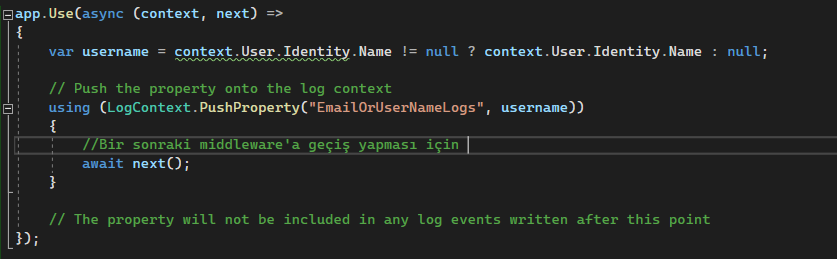 app.Use(async (context, next) =>
{
var username = context.User.Identity.Name != null ? context.User.Identity.Name : null;
// Push the property onto the log context
using (LogContext.PushProperty("EmailOrUserNameLogs", username))
{
//Bir sonraki middleware'a geçiş yapması için
await next();
}
// The property will not be included in any log events written after this point
});